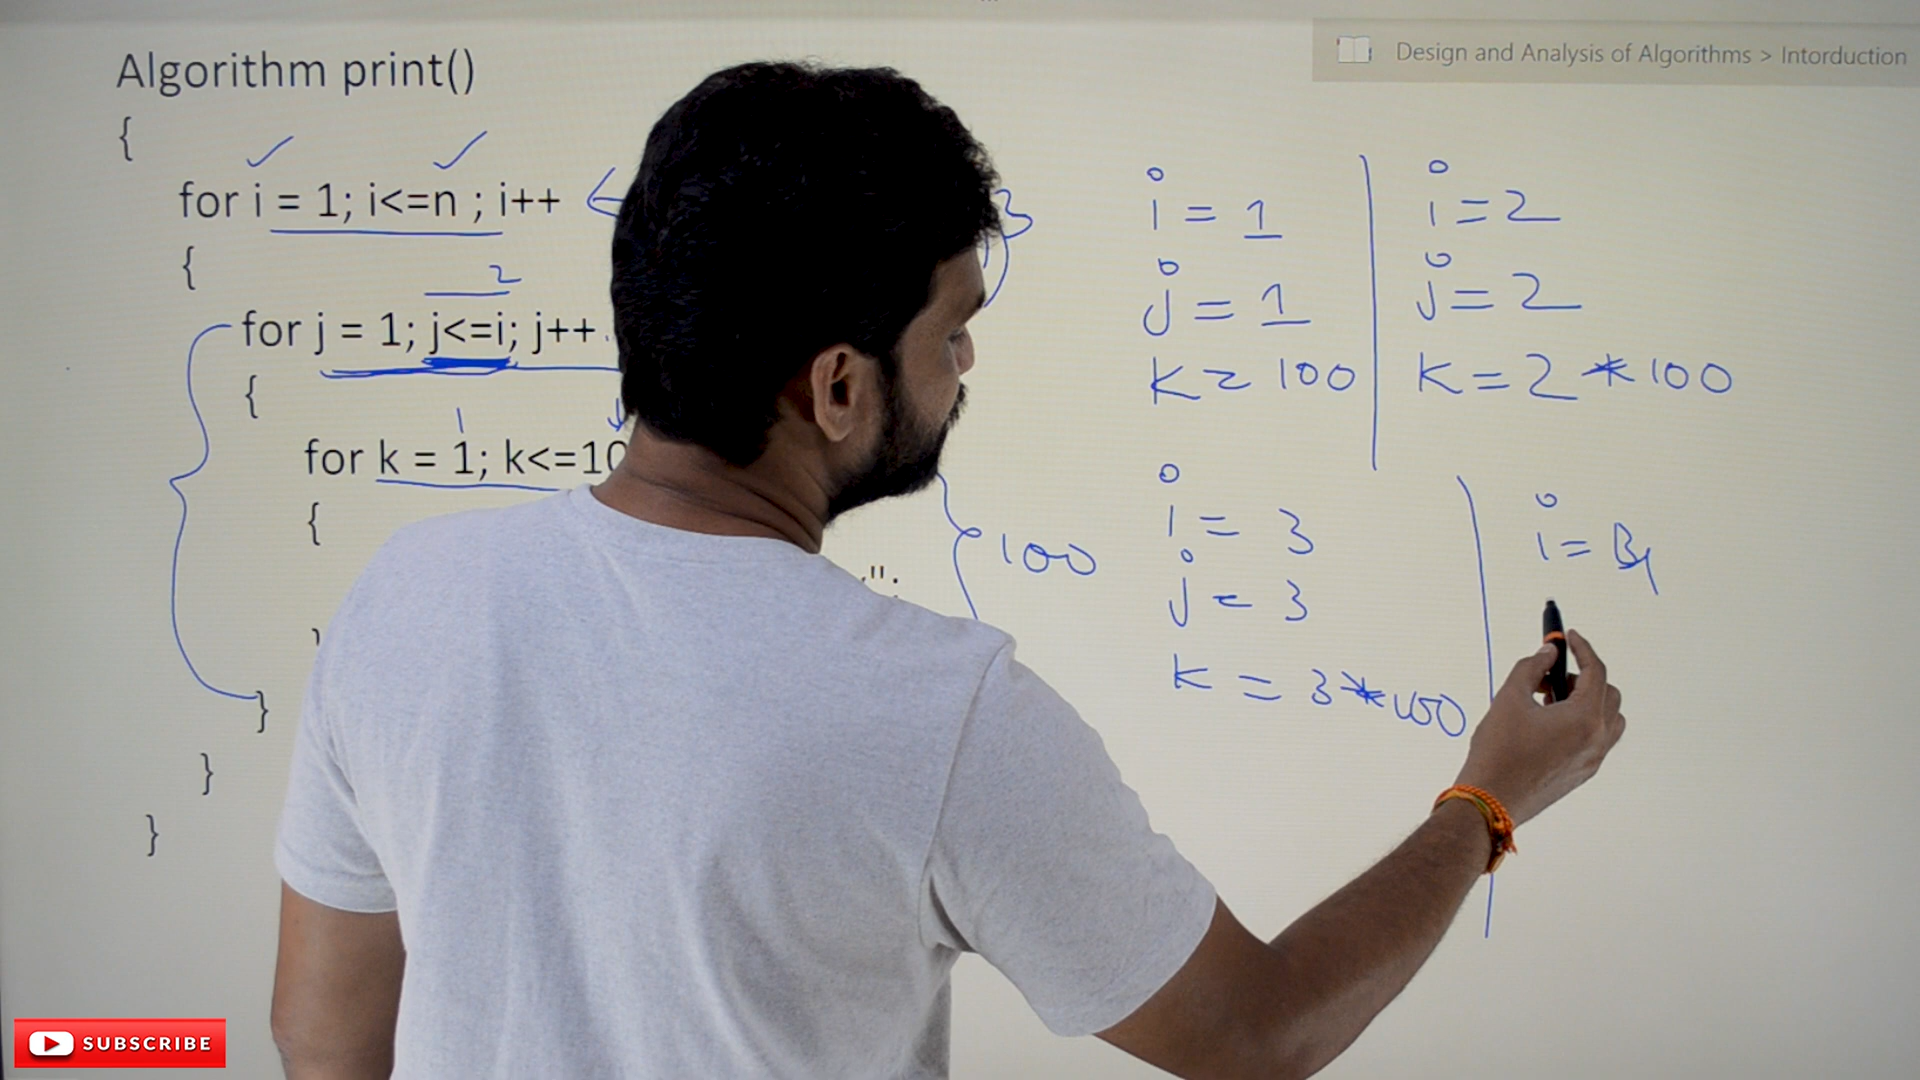 Design and Analysis of Algorithms > Intorduction
Algorithm print()
{
for i = 1; i<=n ; i++
{
2
for j = 1; j<=i; j++
{
1
for k = 1; k<=10
{
";
}
}
}
3
100
i = 1
j = 1
k = 100
i = 2
j = 2
k = 2 * 100
i = 3
j = 3
k = 3 * 100
i =
SUBSCRIBE